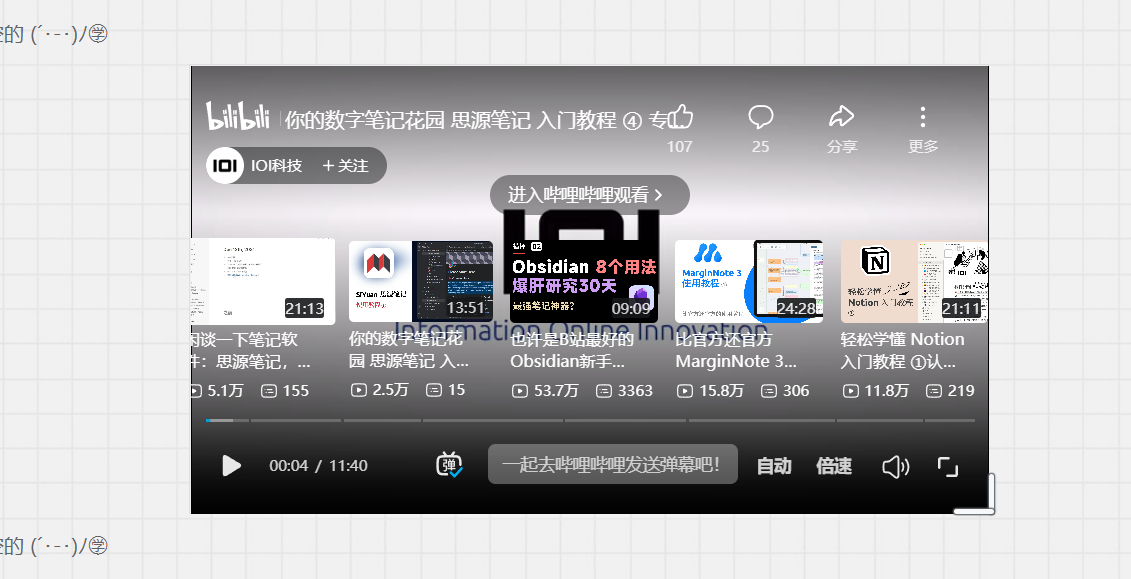 空的 (´･-･)ﾉ㊫
bilibili
你的数字笔记花园 思源笔记 入门教程 ④ 专
107
25
分享
更多
IOI
IOI科技
+ 关注
进入哔哩哔哩观看 >
21:13
SiYuan 思源笔记
13:51
Obsidian 8个用法
爆肝研究30天
最强笔记神器?
09:09
MarginNote 3
使用教程
24:28
轻松学懂
Notion 入门教程
①
21:11
Information Online Innovation
闲谈一下笔记软
件：思源笔记，...
5.1万
155
你的数字笔记花
园 思源笔记 入...
2.5万
15
也许是B站最好的
Obsidian新手...
53.7万
3363
比官方还官方
MarginNote 3...
15.8万
306
轻松学懂 Notion
入门教程 ①认...
11.8万
219
00:04 / 11:40
弹
一起去哔哩哔哩发送弹幕吧！
自动
倍速
空的 (´･-･)ﾉ㊫